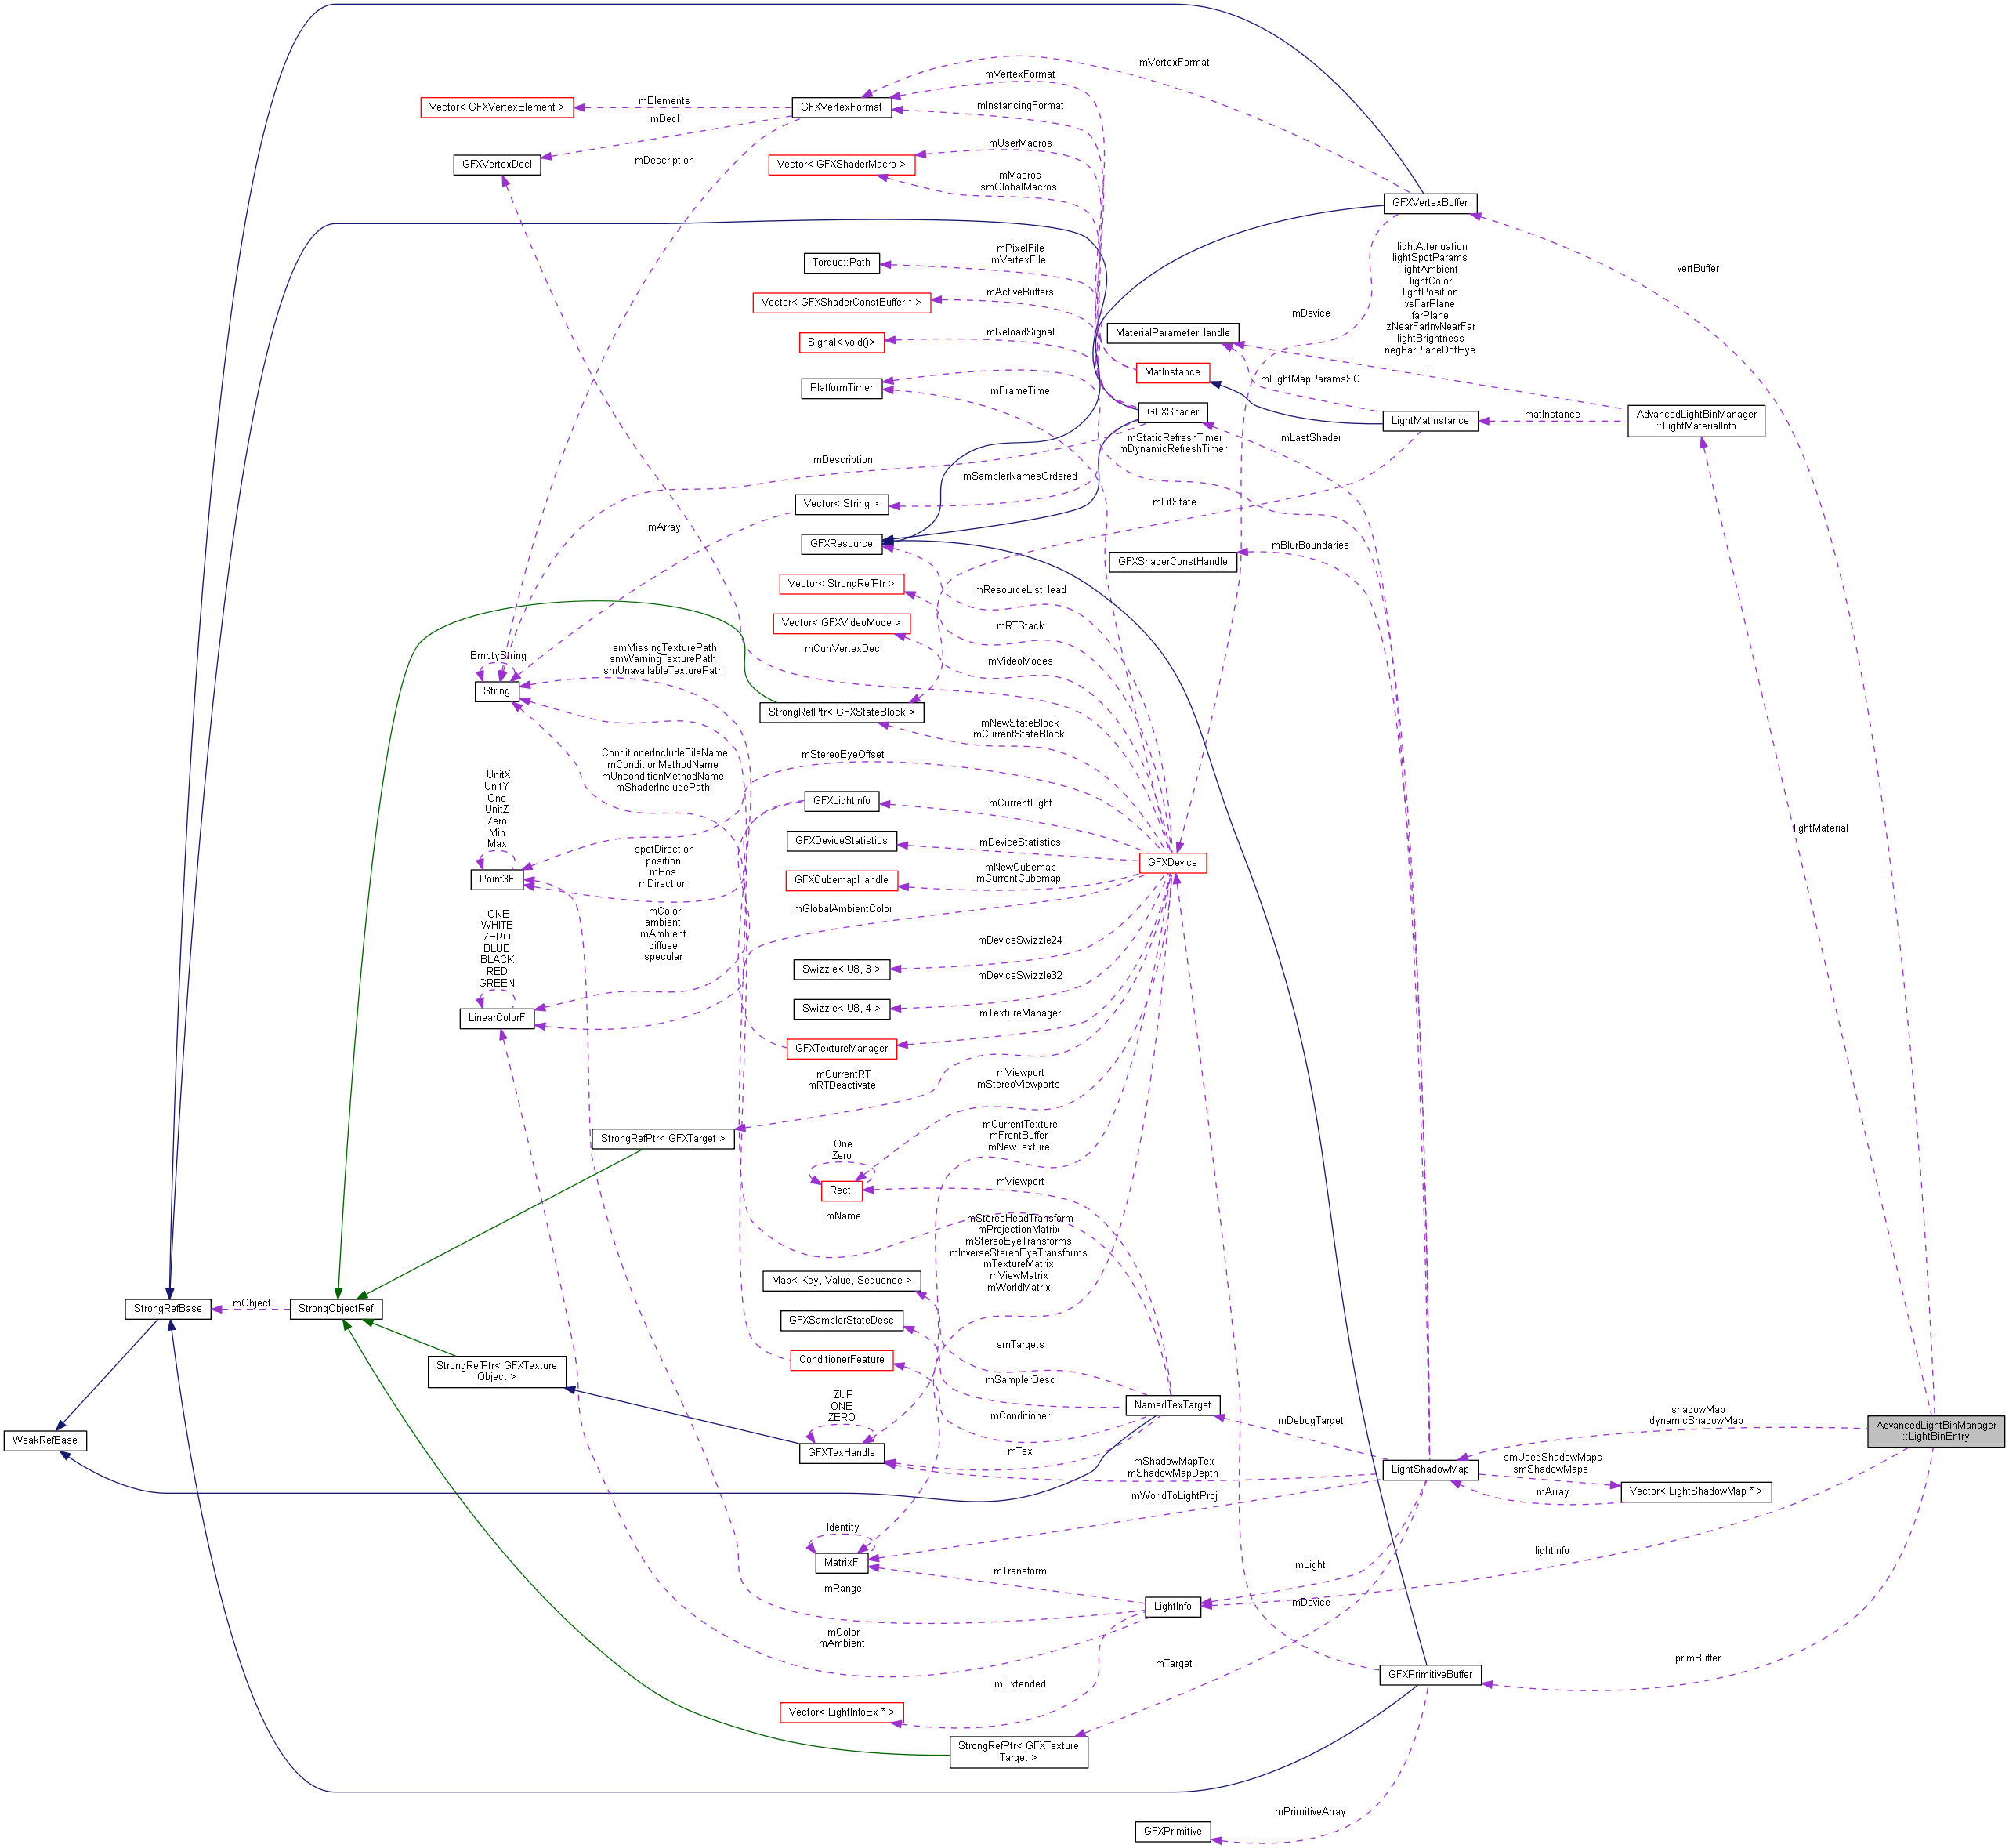 mVertexFormat
mVertexFormat
mElements
Vector< GFXVertexElement >
GFXVertexFormat
mInstancingFormat
mDecl
mUserMacros
GFXVertexDecl
mDescription
Vector< GFXShaderMacro >
mMacros
smGlobalMacros
GFXVertexBuffer
mPixelFile
mVertexFile
Torque::Path
lightAttenuation
lightSpotParams
lightAmbient
lightColor
lightPosition
vsFarPlane
farPlane
zNearFarInvNearFar
lightBrightness
negFarPlaneDotEye
...
vertBuffer
mActiveBuffers
Vector< GFXShaderConstBuffer * >
mDevice
mReloadSignal
Signal< void()>
MaterialParameterHandle
MatInstance
mLightMapParamsSC
PlatformTimer
mFrameTime
GFXShader
LightMatInstance
matInstance
AdvancedLightBinManager
::LightMaterialInfo
mStaticRefreshTimer
mDynamicRefreshTimer
mLastShader
mDescription
mSamplerNamesOrdered
Vector< String >
mLitState
mArray
GFXResource
mBlurBoundaries
GFXShaderConstHandle
Vector< StrongRefPtr >
mResourceListHead
mRTStack
Vector< GFXVideoMode >
mCurrVertexDecl
mVideoModes
EmptyString
String
smMissingTexturePath
smWarningTexturePath
smUnavailableTexturePath
StrongRefPtr< GFXStateBlock >
mNewStateBlock
mCurrentStateBlock
mStereoEyeOffset
ConditionerIncludeFileName
mConditionMethodName
mUnconditionMethodName
mShaderIncludePath
UnitX
UnitY
One
UnitZ
Zero
Min
Max
Point3F
GFXLightInfo
mCurrentLight
lightMaterial
GFXDeviceStatistics
mDeviceStatistics
spotDirection
position
mPos
mDirection
GFXDevice
GFXCubemapHandle
mNewCubemap
mCurrentCubemap
mGlobalAmbientColor
mColor
ambient
mAmbient
diffuse
specular
ONE
WHITE
ZERO
BLUE
BLACK
RED
GREEN
LinearColorF
mDeviceSwizzle24
Swizzle< U8, 3 >
mDeviceSwizzle32
Swizzle< U8, 4 >
mTextureManager
GFXTextureManager
mCurrentRT
mRTDeactivate
mViewport
mStereoViewports
StrongRefPtr< GFXTarget >
mCurrentTexture
mFrontBuffer
mNewTexture
One
Zero
RectI
mViewport
mName
mStereoHeadTransform
mProjectionMatrix
mStereoEyeTransforms
mInverseStereoEyeTransforms
mTextureMatrix
mViewMatrix
mWorldMatrix
Map< Key, Value, Sequence >
StrongRefBase
mObject
StrongObjectRef
GFXSamplerStateDesc
smTargets
StrongRefPtr< GFXTexture
Object >
ConditionerFeature
mSamplerDesc
ZUP
ONE
ZERO
mConditioner
NamedTexTarget
mDebugTarget
shadowMap
dynamicShadowMap
AdvancedLightBinManager
::LightBinEntry
WeakRefBase
GFXTexHandle
mTex
mShadowMapTex
mShadowMapDepth
LightShadowMap
smUsedShadowMaps
smShadowMaps
mArray
Vector< LightShadowMap * >
mWorldToLightProj
Identity
MatrixF
mTransform
mLight
lightInfo
mRange
LightInfo
mDevice
mColor
mAmbient
mTarget
GFXPrimitiveBuffer
primBuffer
mExtended
Vector< LightInfoEx * >
StrongRefPtr< GFXTexture
Target >
mPrimitiveArray
GFXPrimitive